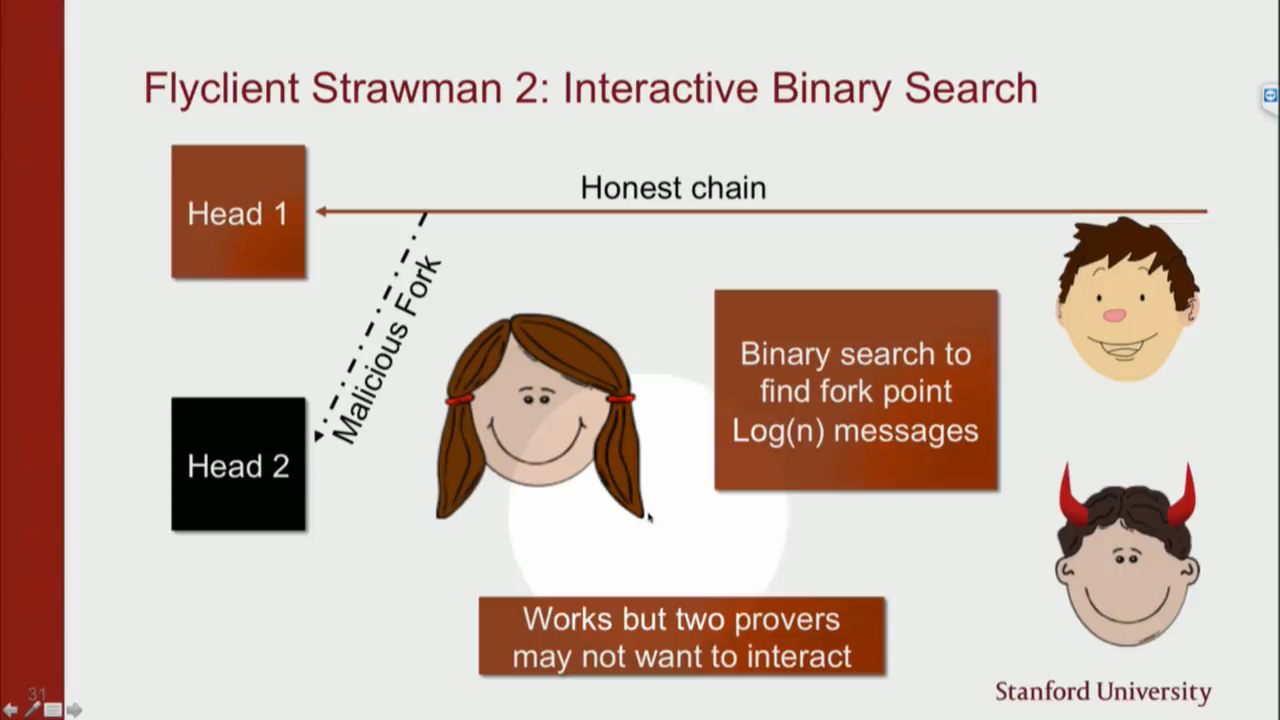 Flyclient Strawman 2: Interactive Binary Search
Honest chain
Head 1
Malicious Fork
Binary search to
find fork point
Log(n) messages
Head 2
Works but two provers
may not want to interact
Stanford University
31